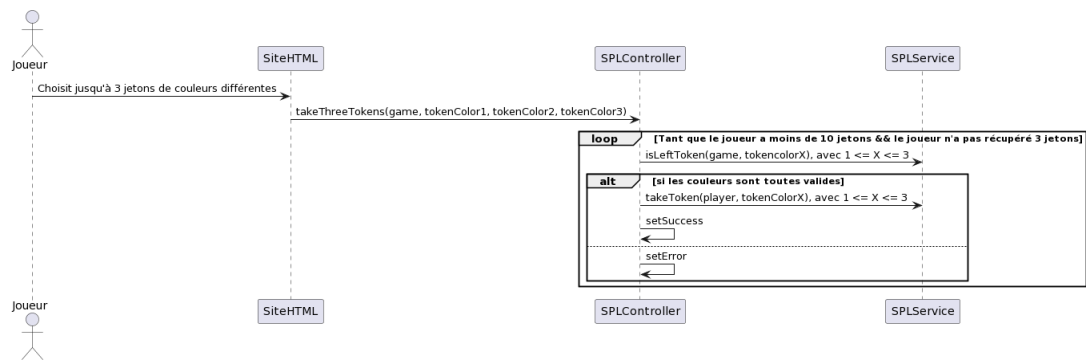 Joueur
SiteHTML
SPLController
SPLService
Choisit jusqu'à 3 jetons de couleurs différentes
takeThreeTokens(game, tokenColor1, tokenColor2, tokenColor3)
loop [Tant que le joueur a moins de 10 jetons && le joueur n'a pas récupéré 3 jetons]
isLeftToken(game, tokencolorX), avec 1 <= X <= 3
alt [si les couleurs sont toutes valides]
takeToken(player, tokenColorX), avec 1 <= X <= 3
setSuccess
setError
Joueur
SiteHTML
SPLController
SPLService